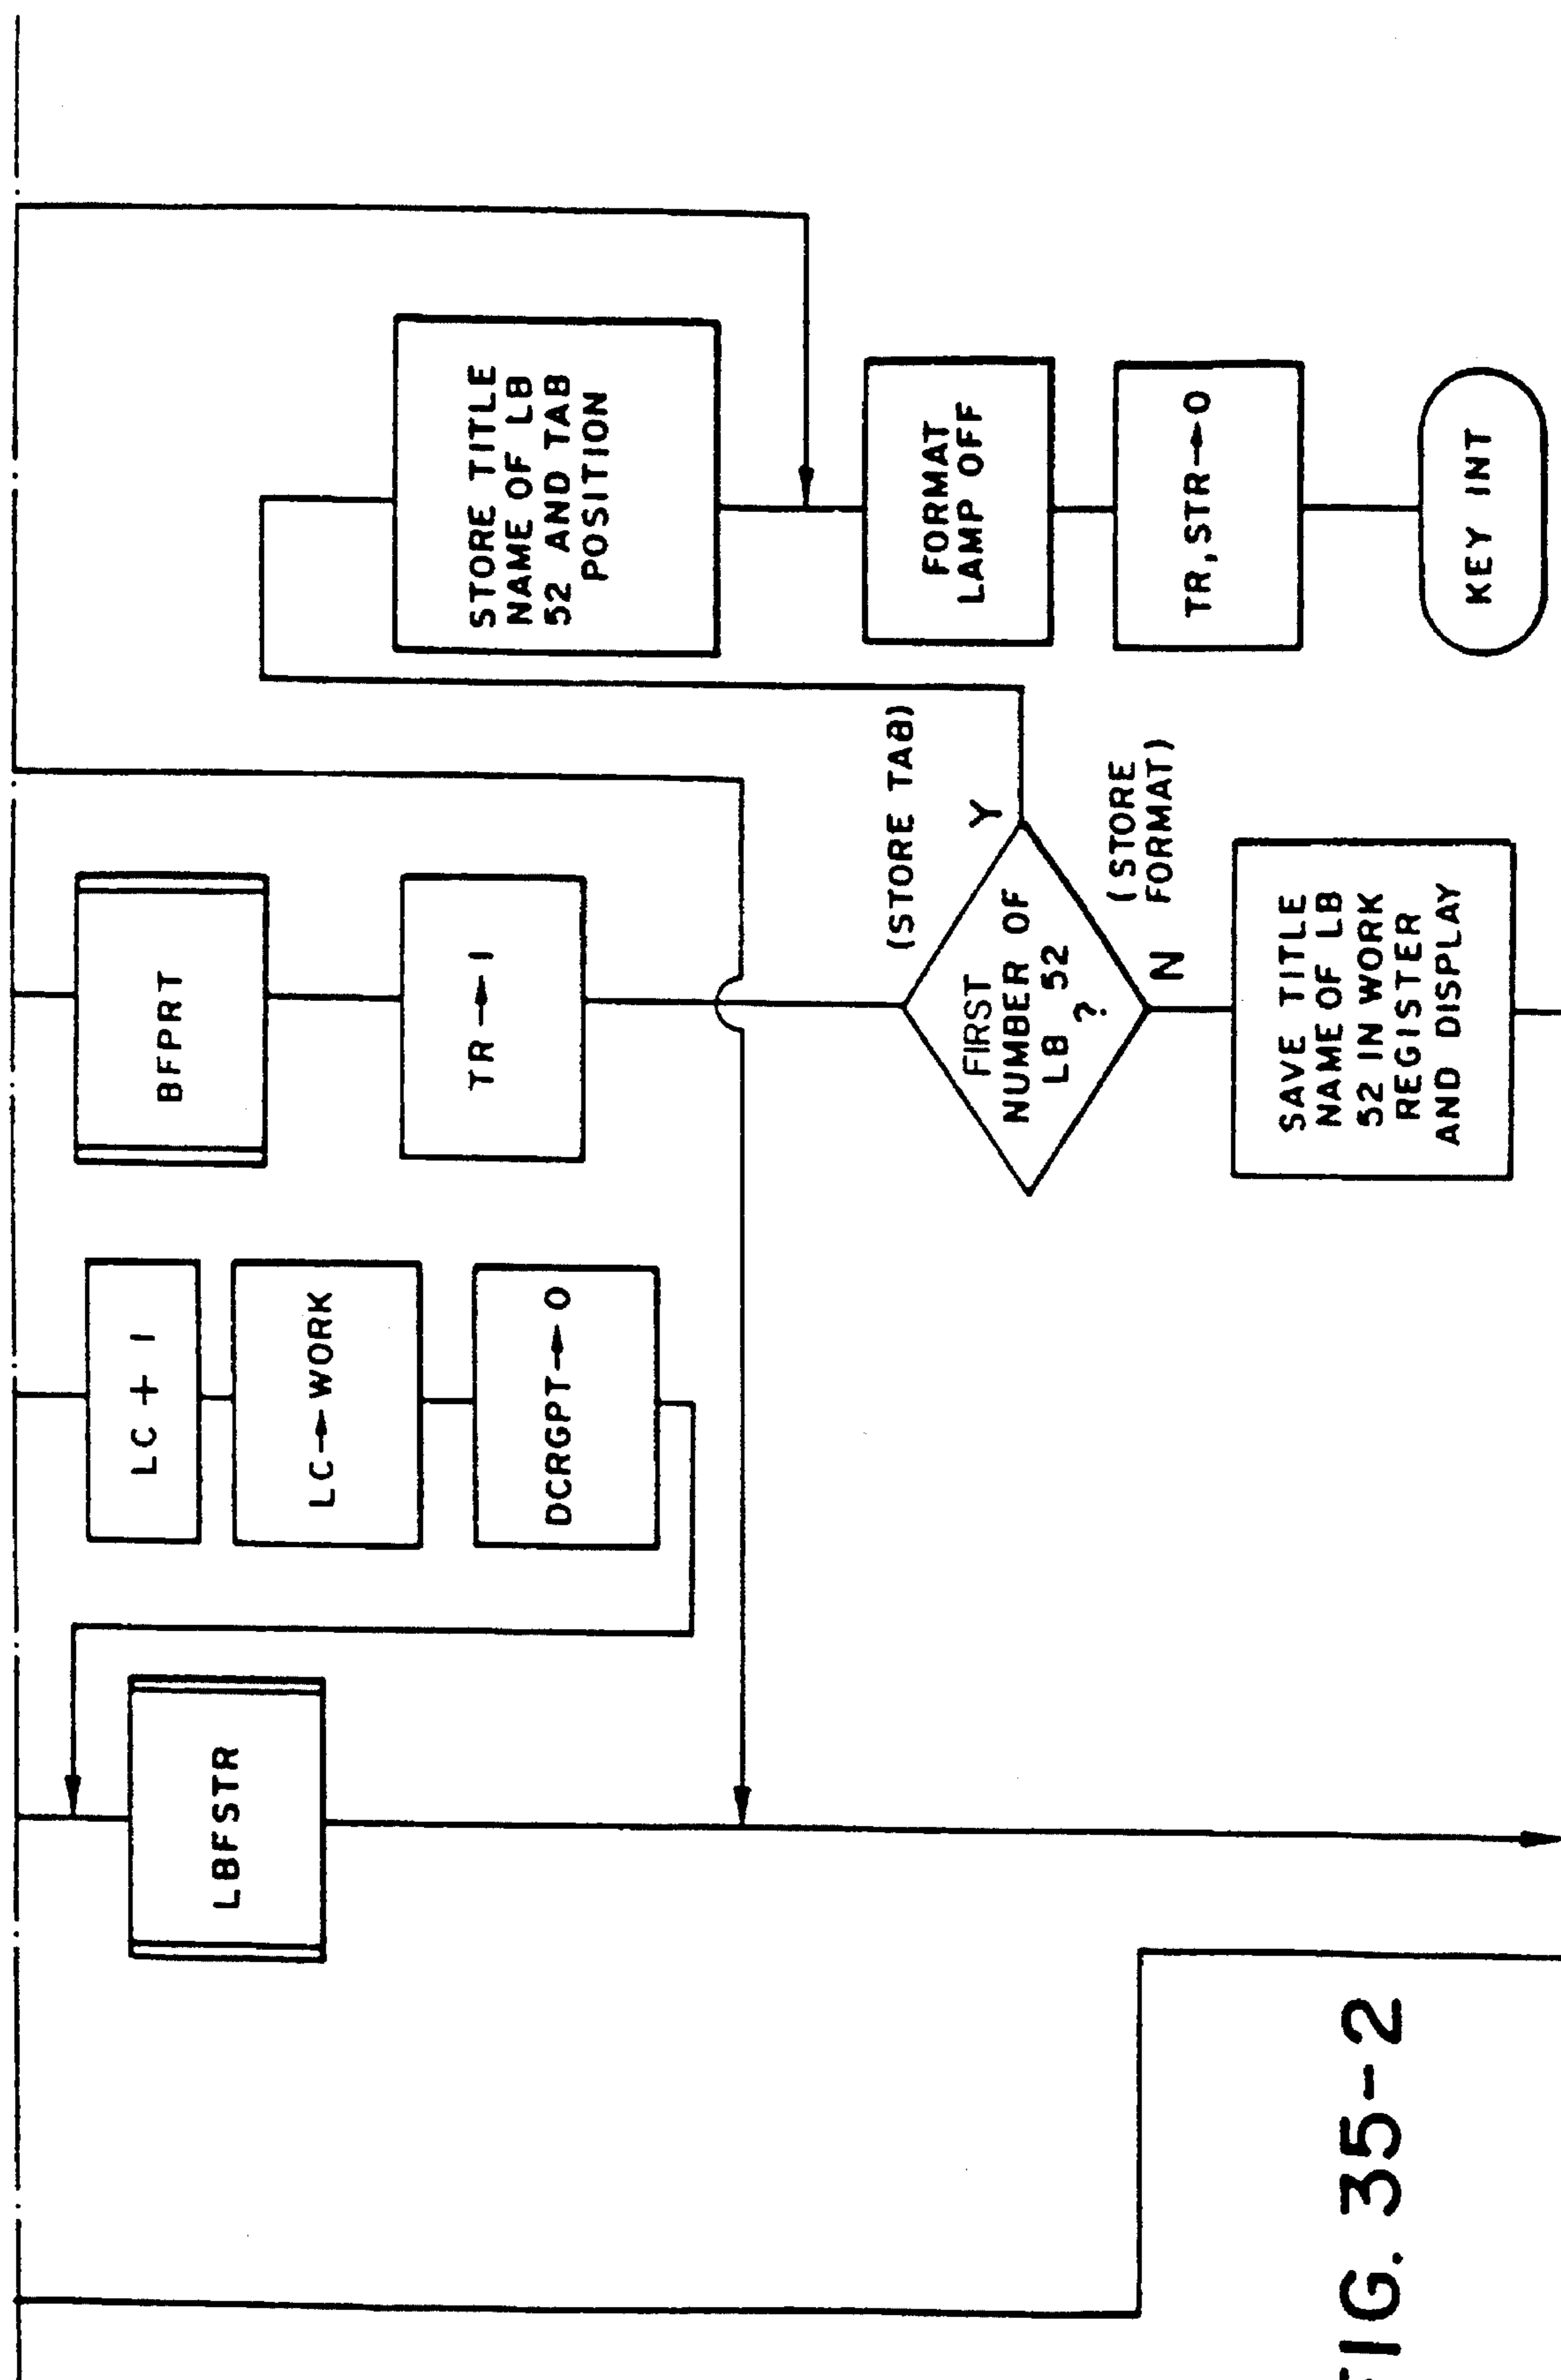 LBFSTR
LC + 1
LC→WORK
DCRGPT→0
BFPRT
TR→1
FIRST
NUMBER OF
LB 52
?
Y
(STORE TAB)
N
(STORE
FORMAT)
SAVE TITLE
NAME OF LB
52 IN WORK
REGISTER
AND DISPLAY
STORE TITLE
NAME OF LB
52 AND TAB
POSITION
FORMAT
LAMP OFF
TR,STR→0
KEY INT
FIG. 35-2